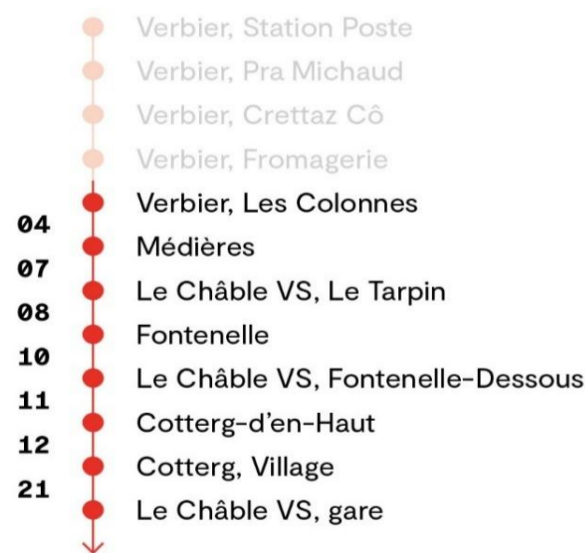 Verbier, Station Poste
Verbier, Pra Michaud
Verbier, Crettaz Cô
Verbier, Fromagerie
Verbier, Les Colonnes
04
Médières
07
Le Châble VS, Le Tarpin
08
Fontenelle
10
Le Châble VS, Fontenelle-Dessous
11
Cotterg-d’en-Haut
12
Cotterg, Village
21
Le Châble VS, gare